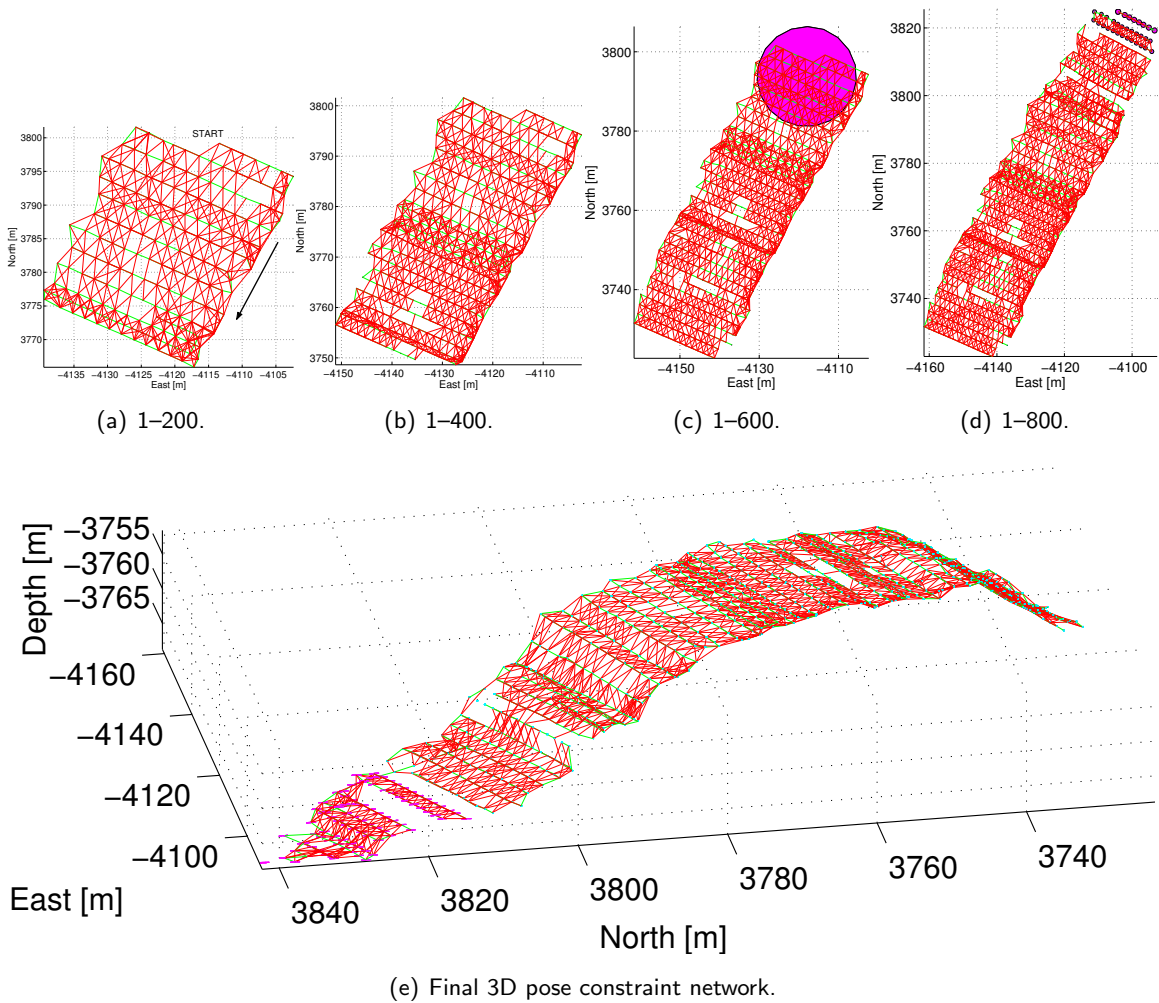 START
3800
3795
3790
3785
3780
3775
3770
North [m]
−4135 −4130 −4125 −4120 −4115 −4113 −4110 −4105 −4102
East [m]
(a) 1–200.
3800
3790
3780
3770
3760
3750
North [m]
−4150 −4140 −4130 −4120 −4110
East [m]
(b) 1–400.
3800
3780
3760
3740
North [m]
−4150 −4130 −4110
East [m]
(c) 1–600.
3820
3800
3780
3760
3740
North [m]
−4160 −4140 −4120 −4100
East [m]
(d) 1–800.
Depth [m]
−3755
−3760
−3765
−4160
−4140
−4120
−4100
East [m]
3840
3820
3800
3780
3760
3740
North [m]
(e) Final 3D pose constraint network.